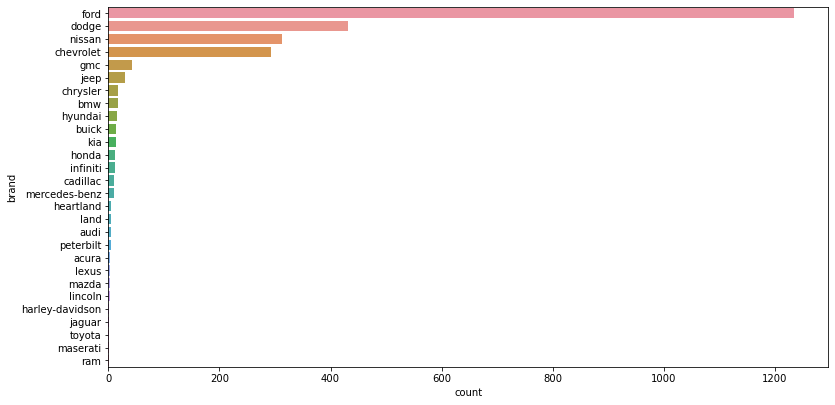 brand
ford
dodge
nissan
chevrolet
gmc
jeep
chrysler
bmw
hyundai
buick
kia
honda
infiniti
cadillac
mercedes-benz
heartland
land
audi
peterbilt
acura
lexus
mazda
lincoln
harley-davidson
jaguar
toyota
maserati
ram
0 200 400 600 800 1000 1200
count